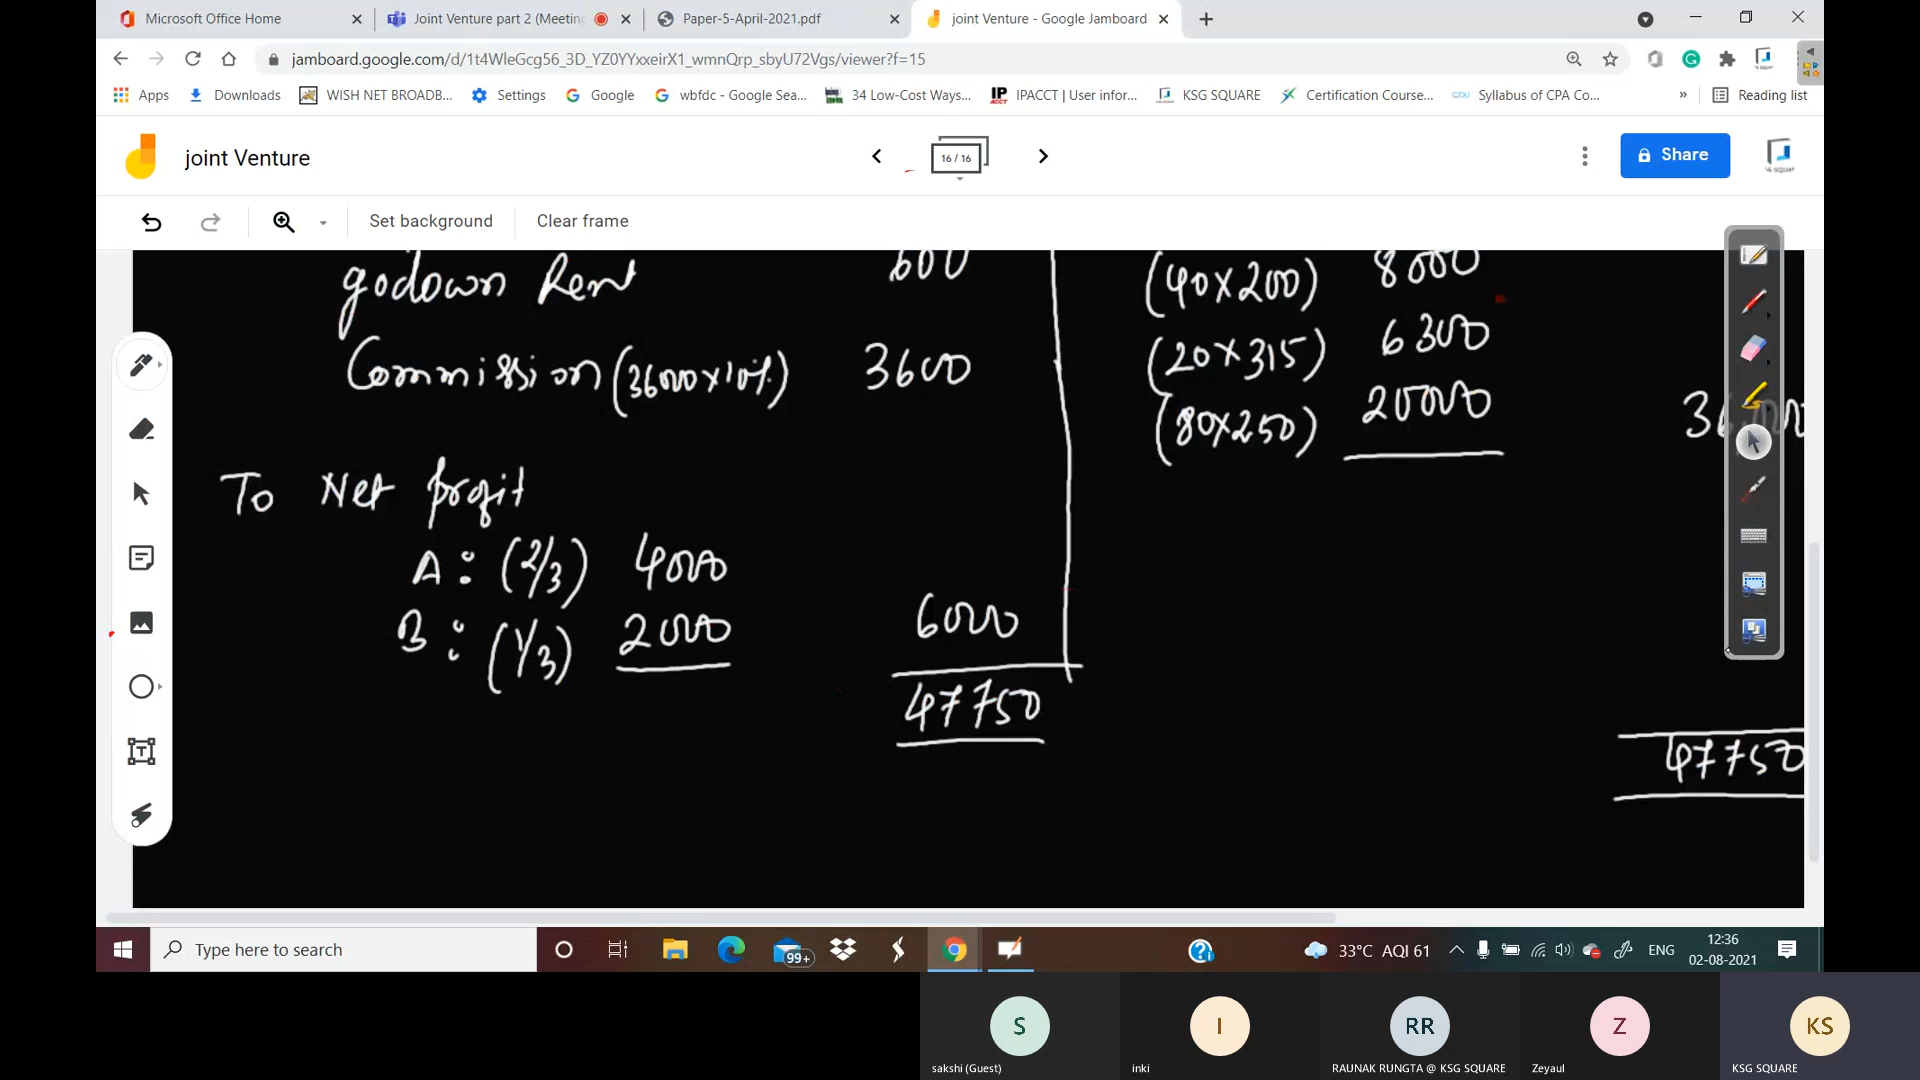 Microsoft Office Home
Joint Venture part 2 (Meetin
Paper-5-April-2021.pdf
joint Venture - Google Jamboard
jamboard.google.com/d/1t4WleGcg56_3D_YZ0YYxxeirX1_wmnQrp_sbyU72Vgs/viewer?f=15
Apps
Downloads
WISH NET BROADB...
Settings
Google
wbfdc - Google Sea...
34 Low-Cost Ways...
IPACCT | User infor...
KSG SQUARE
Certification Course...
Syllabus of CPA Co...
»
Reading list
joint Venture
16 / 16
Share
Set background
Clear frame
godown Rent 600
Commission (36000x10%) 3600
To Net profit
A : (2/3) 4000
B : (1/3) 2000 6000
47750
(40x200) 8000
(20x315) 6300
(80x250) 20000
47750
Type here to search
99+
33°C AQI 61
ENG
12:36
02-08-2021
S
I
RR
Z
KS
sakshi (Guest)
inki
RAUNAK RUNGTA @ KSG SQUARE
Zeyaul
KSG SQUARE